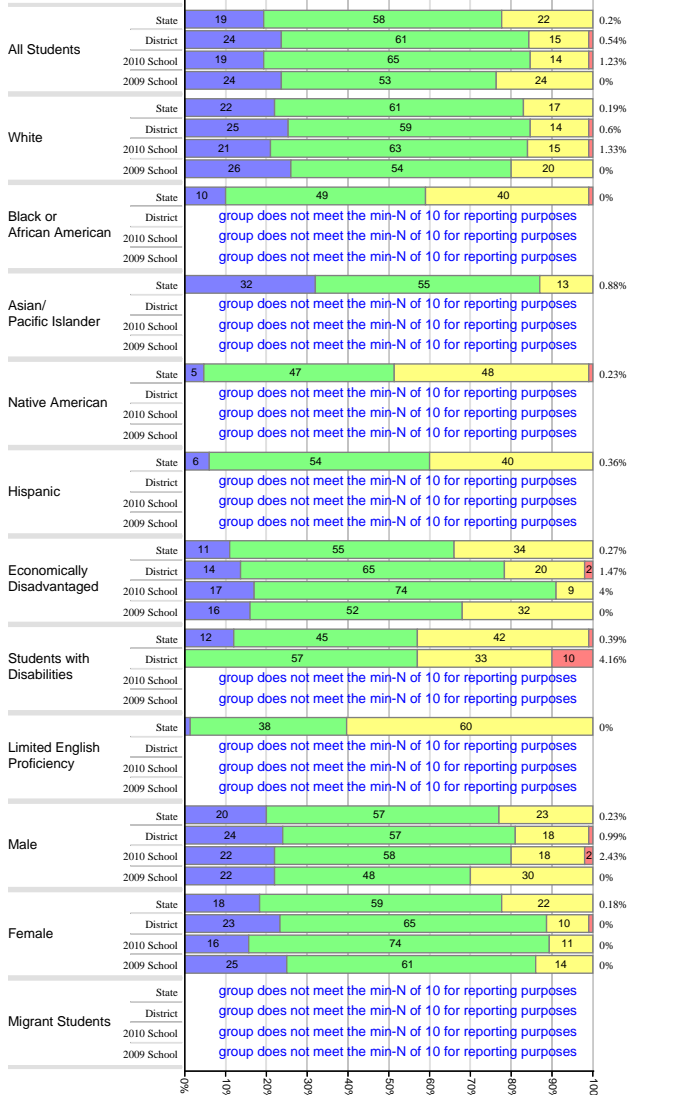 State 19 58 22 0.2%
District 24 61 15 0.54%
All Students
2010 School 19 65 14 1.23%
2009 School 24 53 24 0%
State 22 61 17 0.19%
District 25 59 14 0.6%
White
2010 School 21 63 15 1.33%
2009 School 26 54 20 0%
State 10 49 40 0%
Black or
African American
District group does not meet the min-N of 10 for reporting purposes
2010 School group does not meet the min-N of 10 for reporting purposes
2009 School group does not meet the min-N of 10 for reporting purposes
State 32 55 13 0.88%
Asian/
Pacific Islander
District group does not meet the min-N of 10 for reporting purposes
2010 School group does not meet the min-N of 10 for reporting purposes
2009 School group does not meet the min-N of 10 for reporting purposes
State 5 47 48 0.23%
District group does not meet the min-N of 10 for reporting purposes
Native American
2010 School group does not meet the min-N of 10 for reporting purposes
2009 School group does not meet the min-N of 10 for reporting purposes
State 6 54 40 0.36%
District group does not meet the min-N of 10 for reporting purposes
Hispanic
2010 School group does not meet the min-N of 10 for reporting purposes
2009 School group does not meet the min-N of 10 for reporting purposes
State 11 55 34 0.27%
Economically
Disadvantaged
District 14 65 20 2 1.47%
2010 School 17 74 9 4%
2009 School 16 52 32 0%
State 12 45 42 0.39%
Students with
Disabilities
District 57 33 10 4.16%
2010 School group does not meet the min-N of 10 for reporting purposes
2009 School group does not meet the min-N of 10 for reporting purposes
State 38 60 0%
Limited English
Proficiency
District group does not meet the min-N of 10 for reporting purposes
2010 School group does not meet the min-N of 10 for reporting purposes
2009 School group does not meet the min-N of 10 for reporting purposes
State 20 57 23 0.23%
District 24 57 18 0.99%
Male
2010 School 22 58 18 2 2.43%
2009 School 22 48 30 0%
State 18 59 22 0.18%
District 23 65 10 0%
Female
2010 School 16 74 11 0%
2009 School 25 61 14 0%
State group does not meet the min-N of 10 for reporting purposes
District group does not meet the min-N of 10 for reporting purposes
Migrant Students
2010 School group does not meet the min-N of 10 for reporting purposes
2009 School group does not meet the min-N of 10 for reporting purposes
0% 10% 20% 30% 40% 50% 60% 70% 80% 90% 100